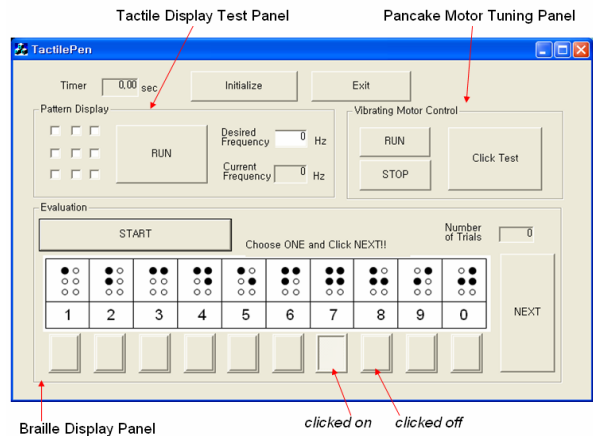 Tactile Display Test Panel
Pancake Motor Tuning Panel
TactilePen
Timer 0,00 sec
Initialize
Exit
Pattern Display
RUN
Desired
Frequency 0 Hz
Current
Frequency 0 Hz
Vibrating Motor Control
RUN
STOP
Click Test
Evaluation
START
Choose ONE and Click NEXT!!
Number
of Trials 0
1 2 3 4 5 6 7 8 9 0
NEXT
Braille Display Panel
clicked on
clicked off